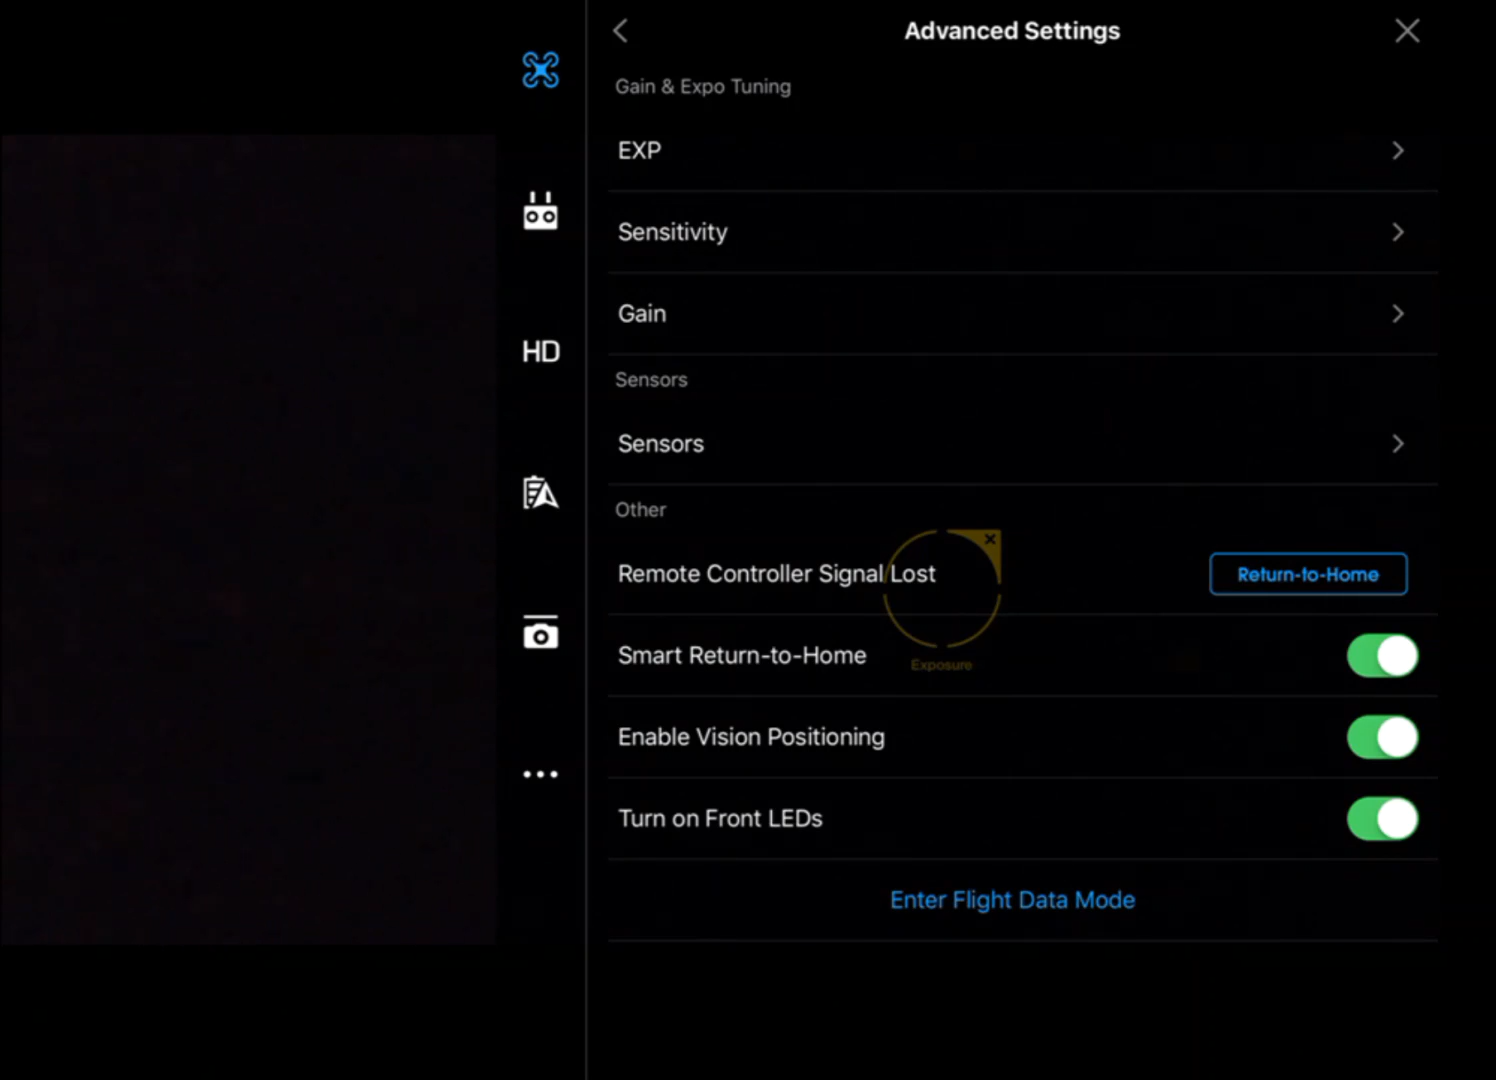 Advanced Settings
Gain & Expo Tuning
EXP
Sensitivity
Gain
HD
Sensors
Sensors
Other
Remote Controller Signal Lost
Return-to-Home
Smart Return-to-Home
Exposure
Enable Vision Positioning
Turn on Front LEDs
Enter Flight Data Mode